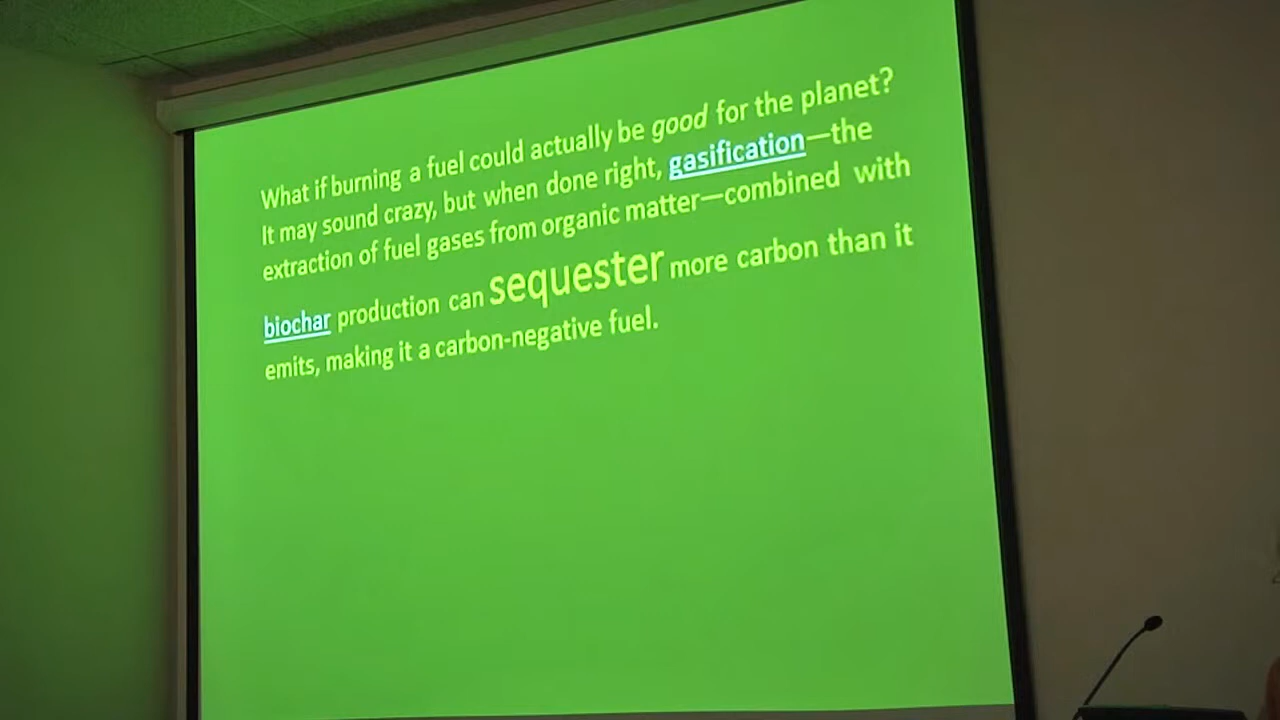 What if burning a fuel could actually be good for the planet?
It may sound crazy, but when done right, gasification—the
extraction of fuel gases from organic matter—combined with
biochar production can sequester more carbon than it
emits, making it a carbon-negative fuel.